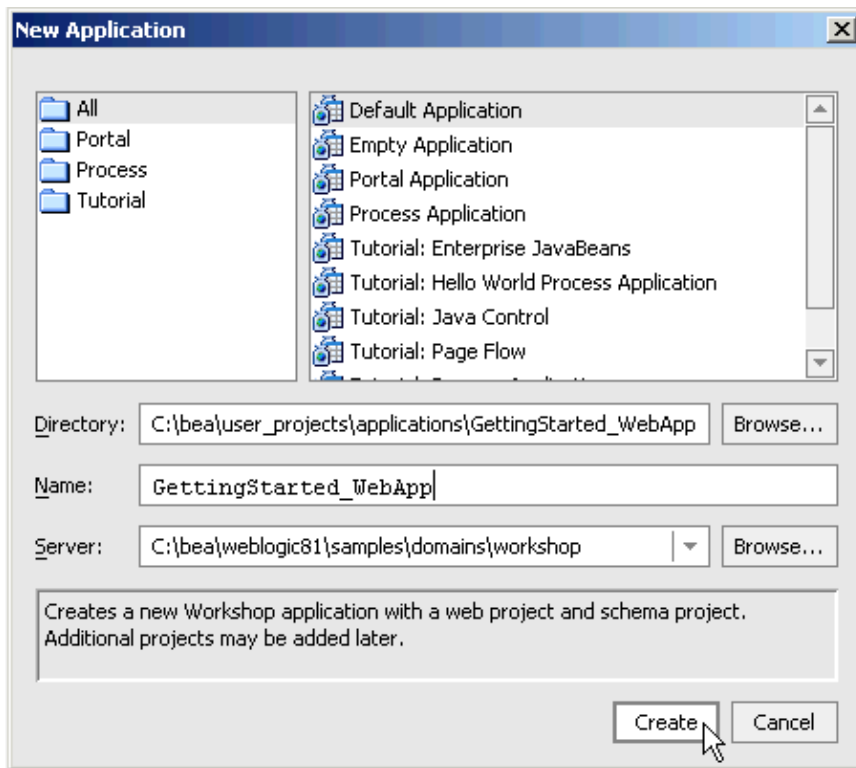 New Application
All
Portal
Process
Tutorial
Default Application
Empty Application
Portal Application
Process Application
Tutorial: Enterprise JavaBeans
Tutorial: Hello World Process Application
Tutorial: Java Control
Tutorial: Page Flow
Directory: C:\bea\user_projects\applications\GettingStarted_WebApp Browse...
Name: GettingStarted_WebApp
Server: C:\bea\weblogic81\samples\domains\workshop Browse...
Creates a new Workshop application with a web project and schema project.
Additional projects may be added later.
Create Cancel